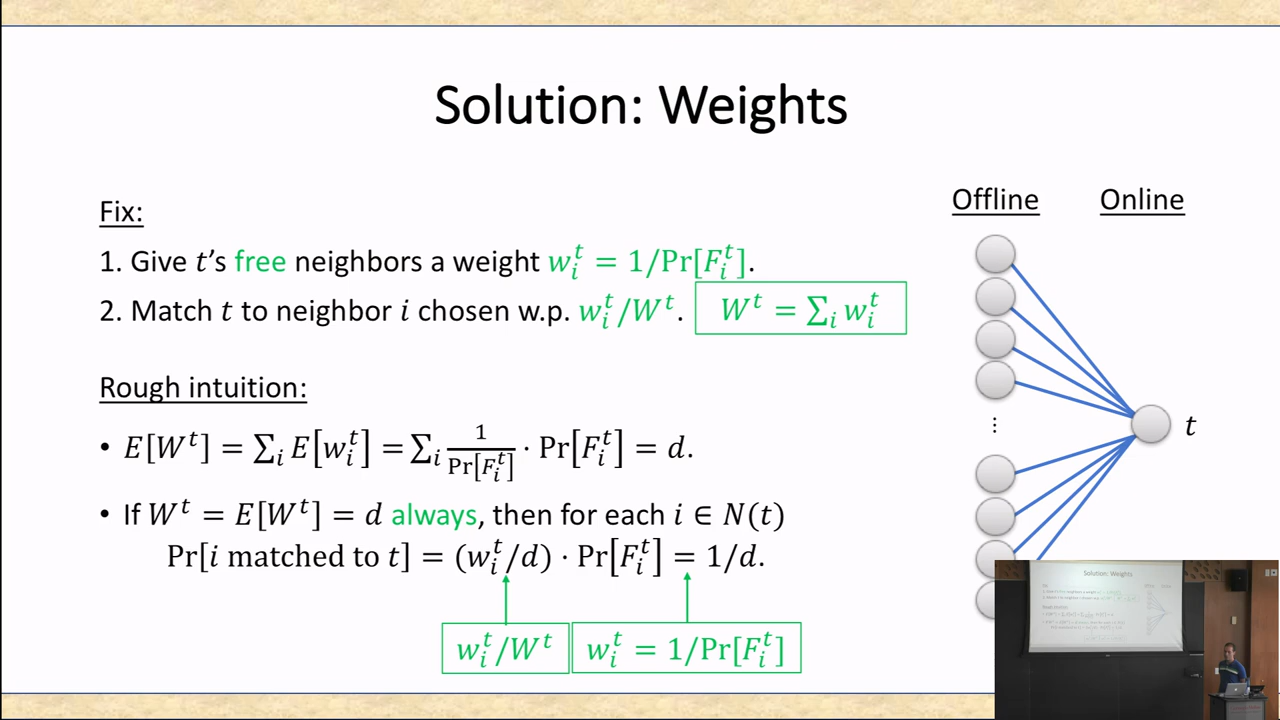 Solution: Weights
Fix:
1. Give t's free neighbors a weight w_i^t = 1/Pr[F_i^t].
2. Match t to neighbor i chosen w.p. w_i^t/W^t. W^t = ∑_i w_i^t
Rough intuition:
• E[W^t] = ∑_i E[w_i^t] = ∑_i 1/Pr[F_i^t] · Pr[F_i^t] = d.
• If W^t = E[W^t] = d always, then for each i ∈ N(t)
Pr[i matched to t] = (w_i^t/d) · Pr[F_i^t] = 1/d.
w_i^t/W^t w_i^t = 1/Pr[F_i^t]
Offline Online
⋮
t
Solution: Weights